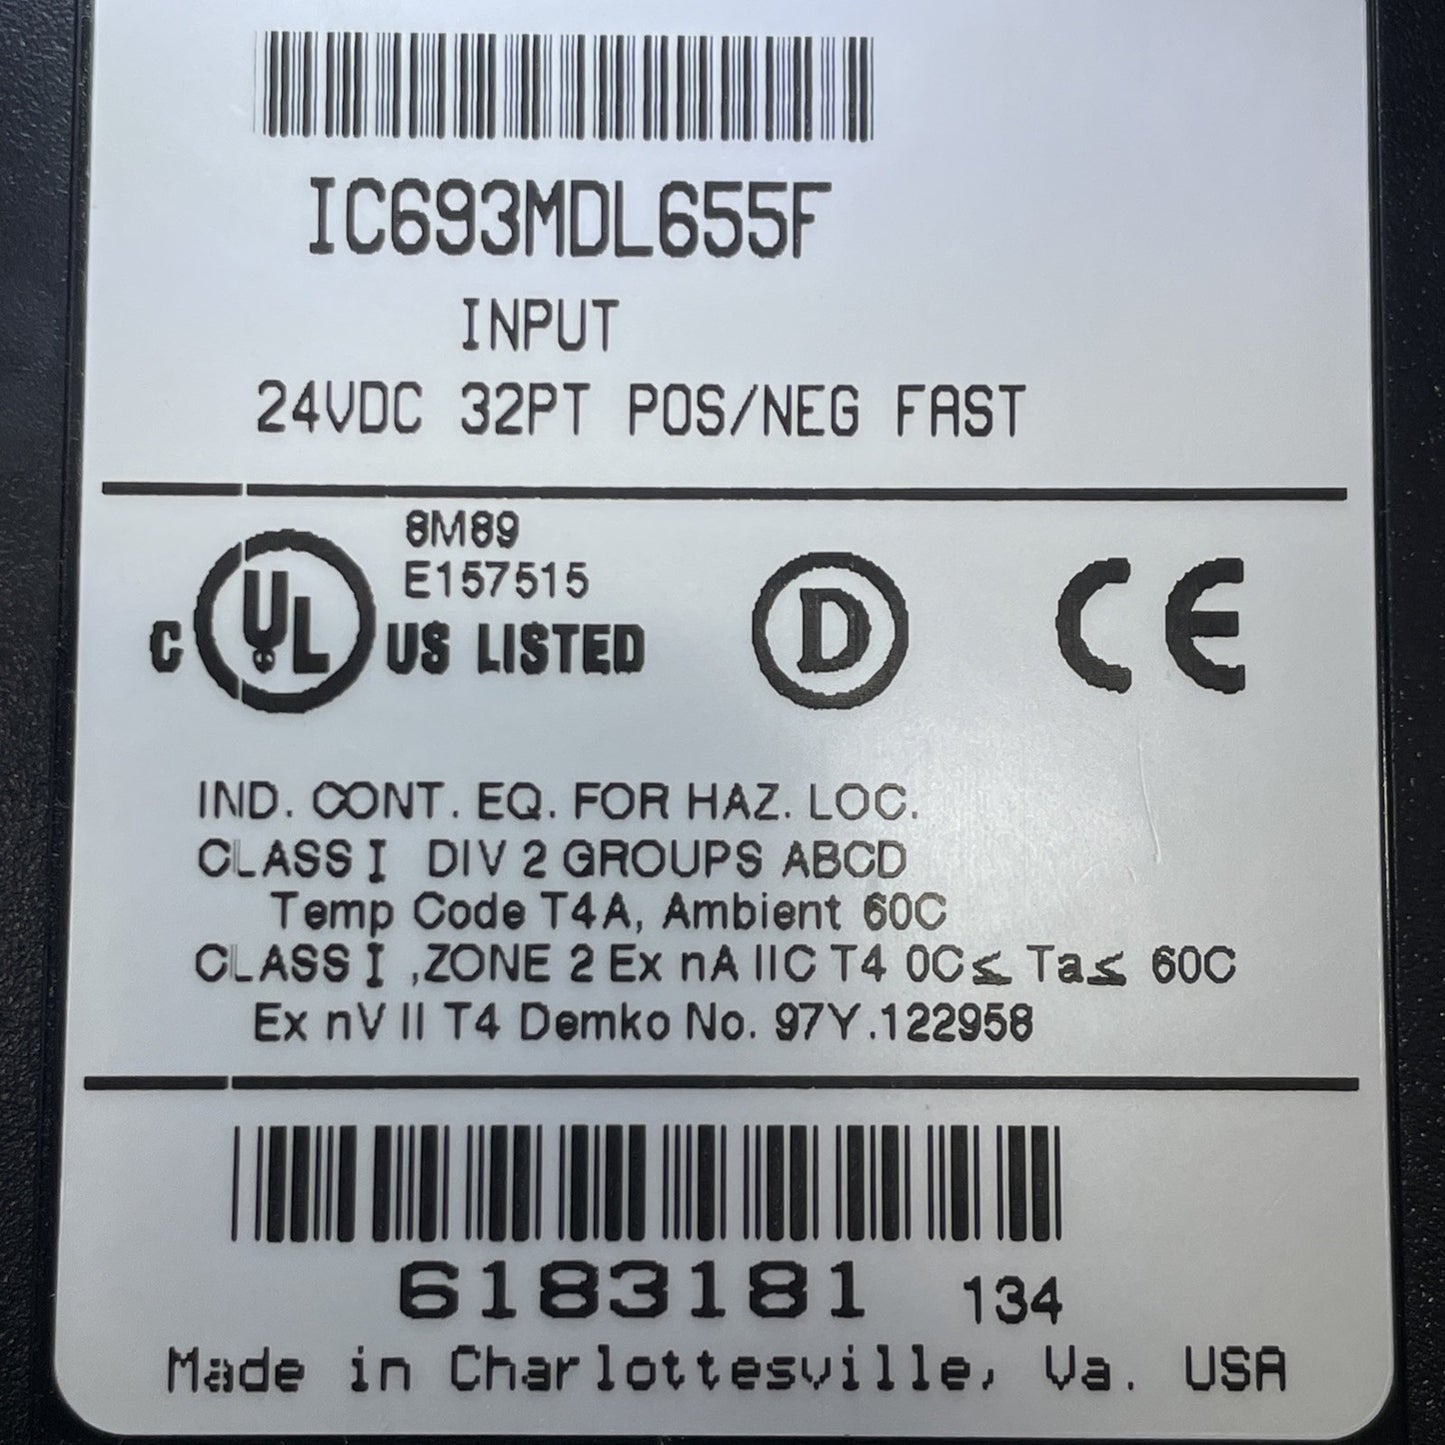 IC693MDL655F
INPUT
24VDC 32PT POS/NEG FAST
8M89
E157515
C UL US LISTED
D
CE
IND. CONT. EQ. FOR HAZ. LOC.
CLASS I DIV 2 GROUPS ABCD
Temp Code T4A, Ambient 60C
CLASS I ,ZONE 2 Ex nA IIC T4 0C≤ Ta≤ 60C
Ex nV II T4 Demko No. 97Y.122958
6183181 134
Made in Charlottesville, Va. USA